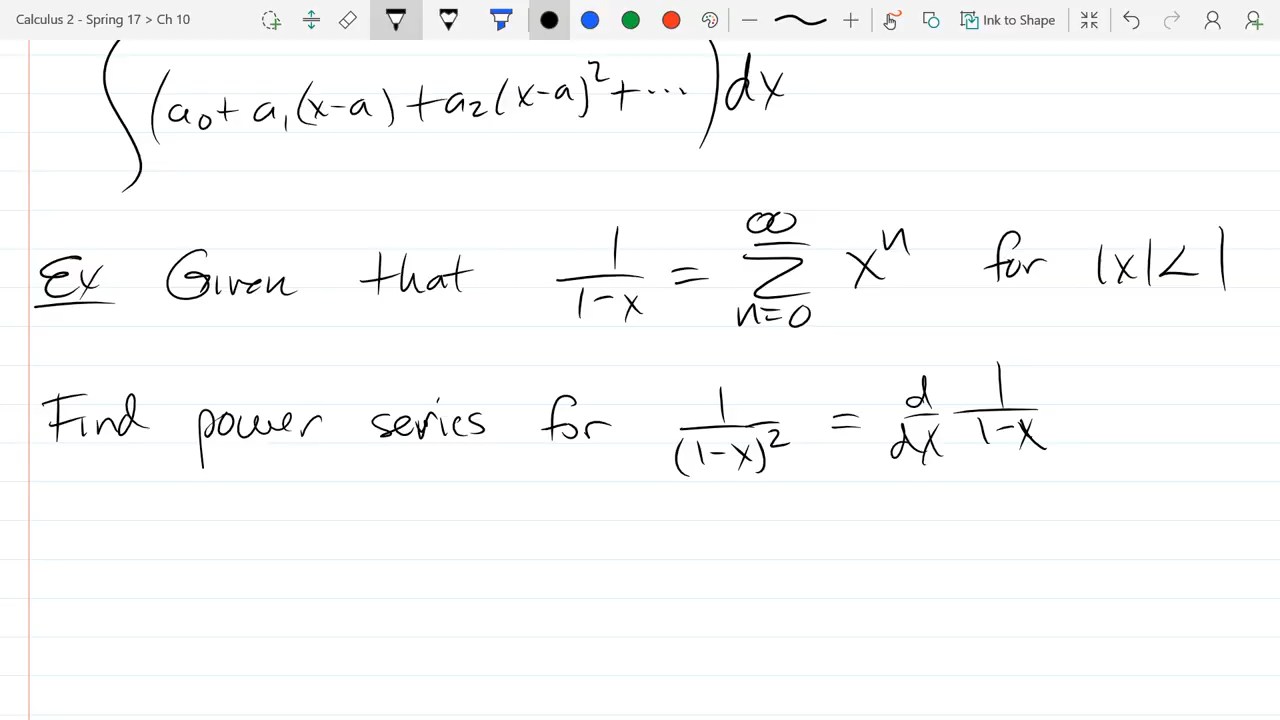 Calculus 2 - Spring 17 > Ch 10 Ink to Shape
∫ (a₀ + a₁(x-a) + a₂(x-a)² + ⋯) dx
Ex Given that 1/(1-x) = ∑_{n=0}^{∞} xⁿ for |x| < 1
Find power series for 1/(1-x)² = d/dx 1/(1-x)